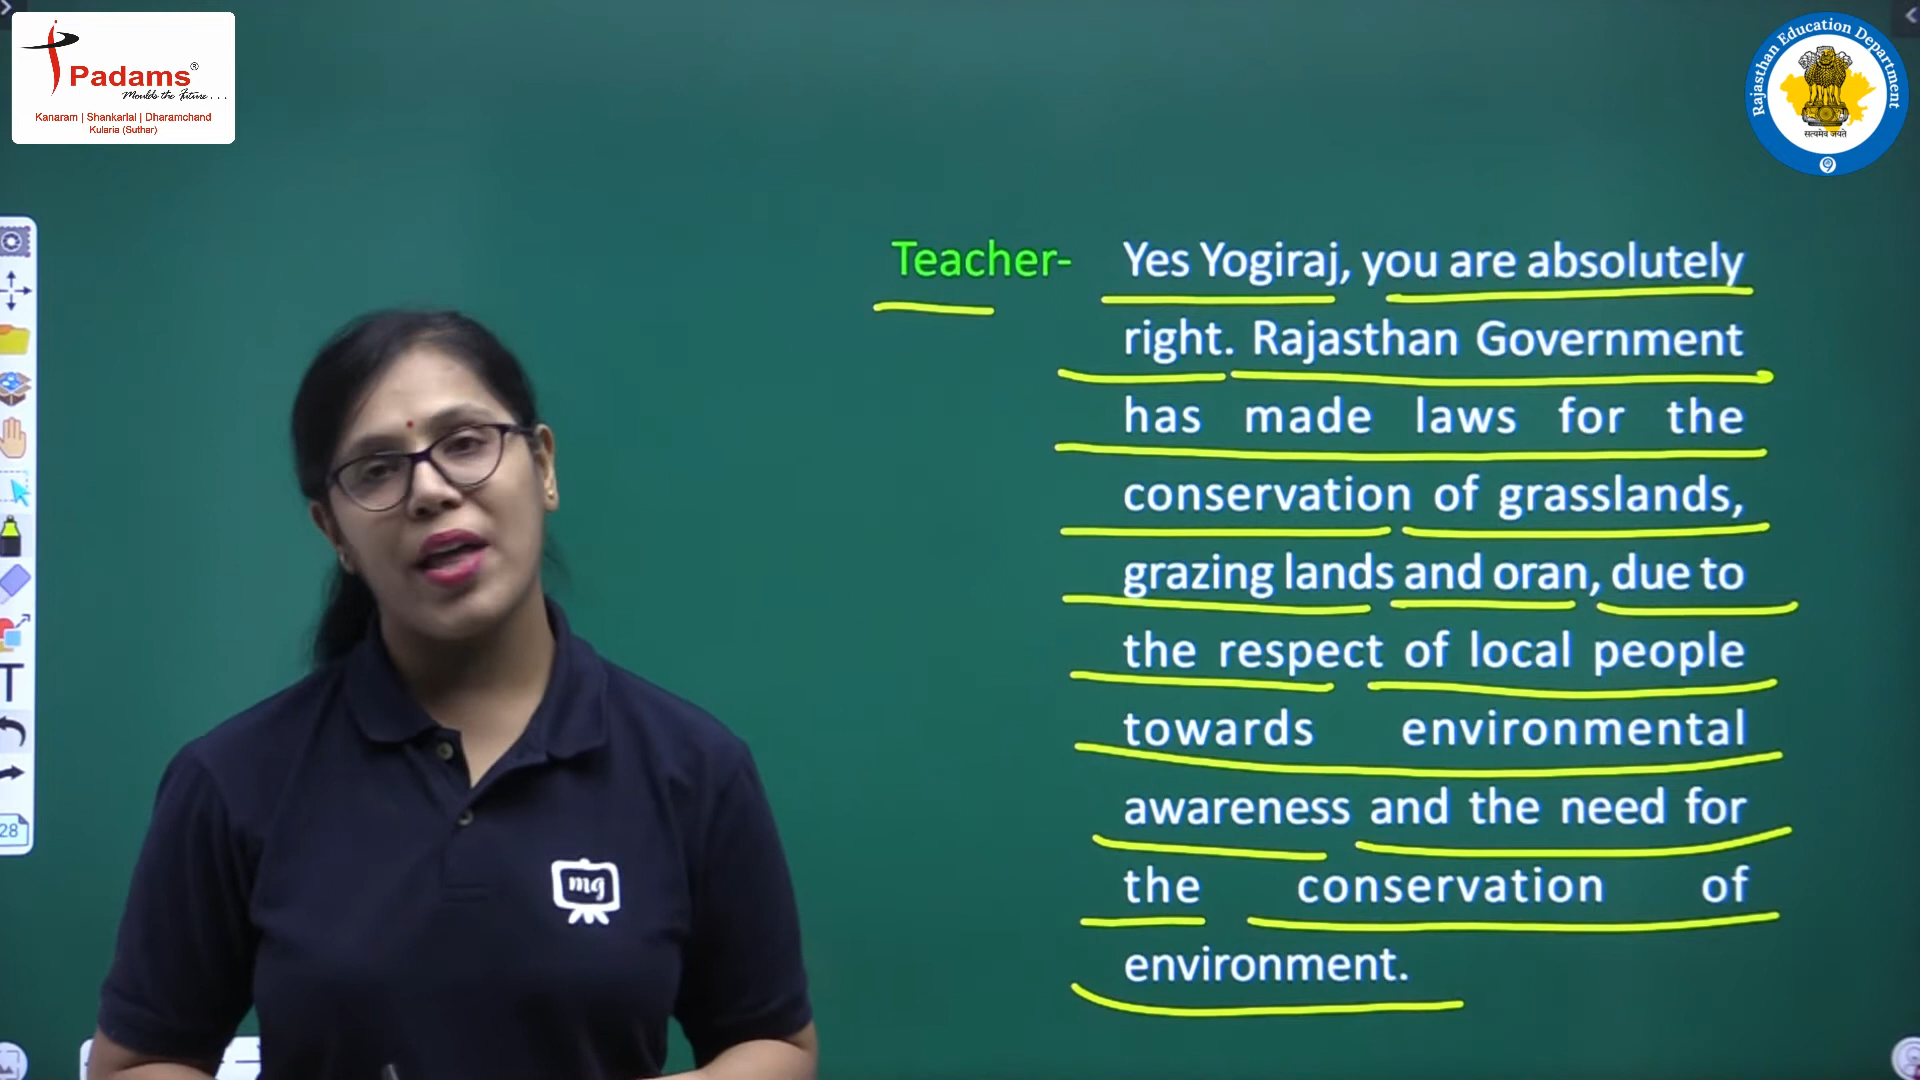 Padams®
Moulds the Future . . .
Kanaram | Shankarlal | Dharamchand
Kularia (Suthar)
Rajasthan Education Department
सत्यमेव जयते
Teacher- Yes Yogiraj, you are absolutely
right. Rajasthan Government
has made laws for the
conservation of grasslands,
grazing lands and oran, due to
the respect of local people
towards environmental
awareness and the need for
the conservation of
environment.
T
28
mg